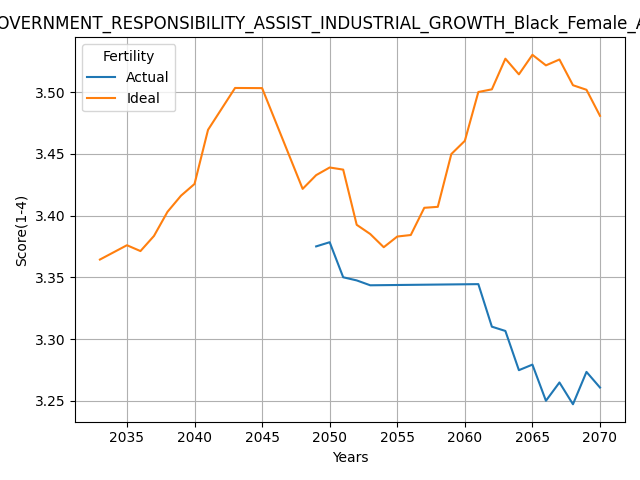 OVERNMENT_RESPONSIBILITY_ASSIST_INDUSTRIAL_GROWTH_Black_Female_A
Fertility
Actual
Ideal
3.50
3.45
3.40
3.35
3.30
3.25
Score(1-4)
2035 2040 2045 2050 2055 2060 2065 2070
Years